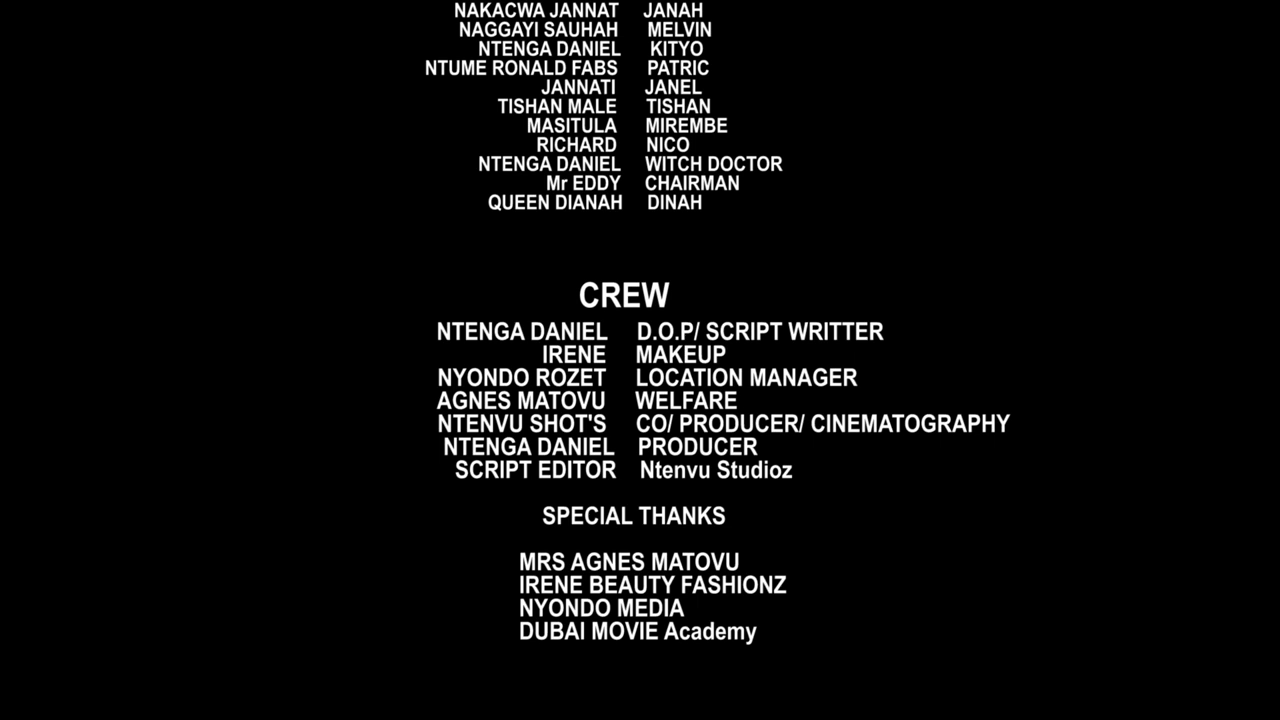 NAKACWA JANNAT JANAH
NAGGAYI SAUHAH MELVIN
NTENGA DANIEL KITYO
NTUME RONALD FABS PATRIC
JANNATI JANEL
TISHAN MALE TISHAN
MASITULA MIREMBE
RICHARD NICO
NTENGA DANIEL WITCH DOCTOR
Mr EDDY CHAIRMAN
QUEEN DIANAH DINAH
CREW
NTENGA DANIEL D.O.P/ SCRIPT WRITTER
IRENE MAKEUP
NYONDO ROZET LOCATION MANAGER
AGNES MATOVU WELFARE
NTENVU SHOT'S CO/ PRODUCER/ CINEMATOGRAPHY
NTENGA DANIEL PRODUCER
SCRIPT EDITOR Ntenvu Studioz
SPECIAL THANKS
MRS AGNES MATOVU
IRENE BEAUTY FASHIONZ
NYONDO MEDIA
DUBAI MOVIE Academy